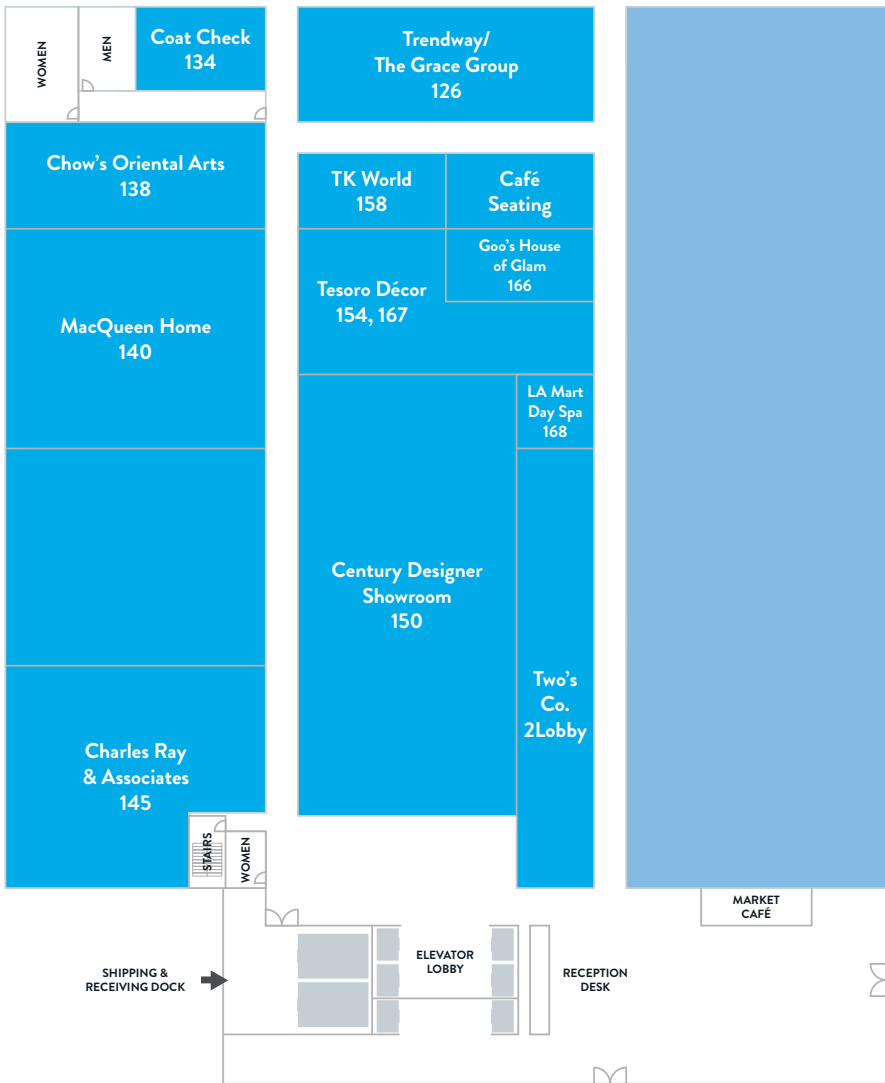 WOMEN
MEN
Coat Check
134
Trendway/
The Grace Group
126
Chow's Oriental Arts
138
TK World
158
Café
Seating
Goo's House
of Glam
166
Tesoro Décor
154, 167
MacQueen Home
140
LA Mart
Day Spa
168
Century Designer
Showroom
150
Two's
Co.
2Lobby
Charles Ray
& Associates
145
STAIRS
WOMEN
MARKET
CAFÉ
SHIPPING &
RECEIVING DOCK
ELEVATOR
LOBBY
RECEPTION
DESK